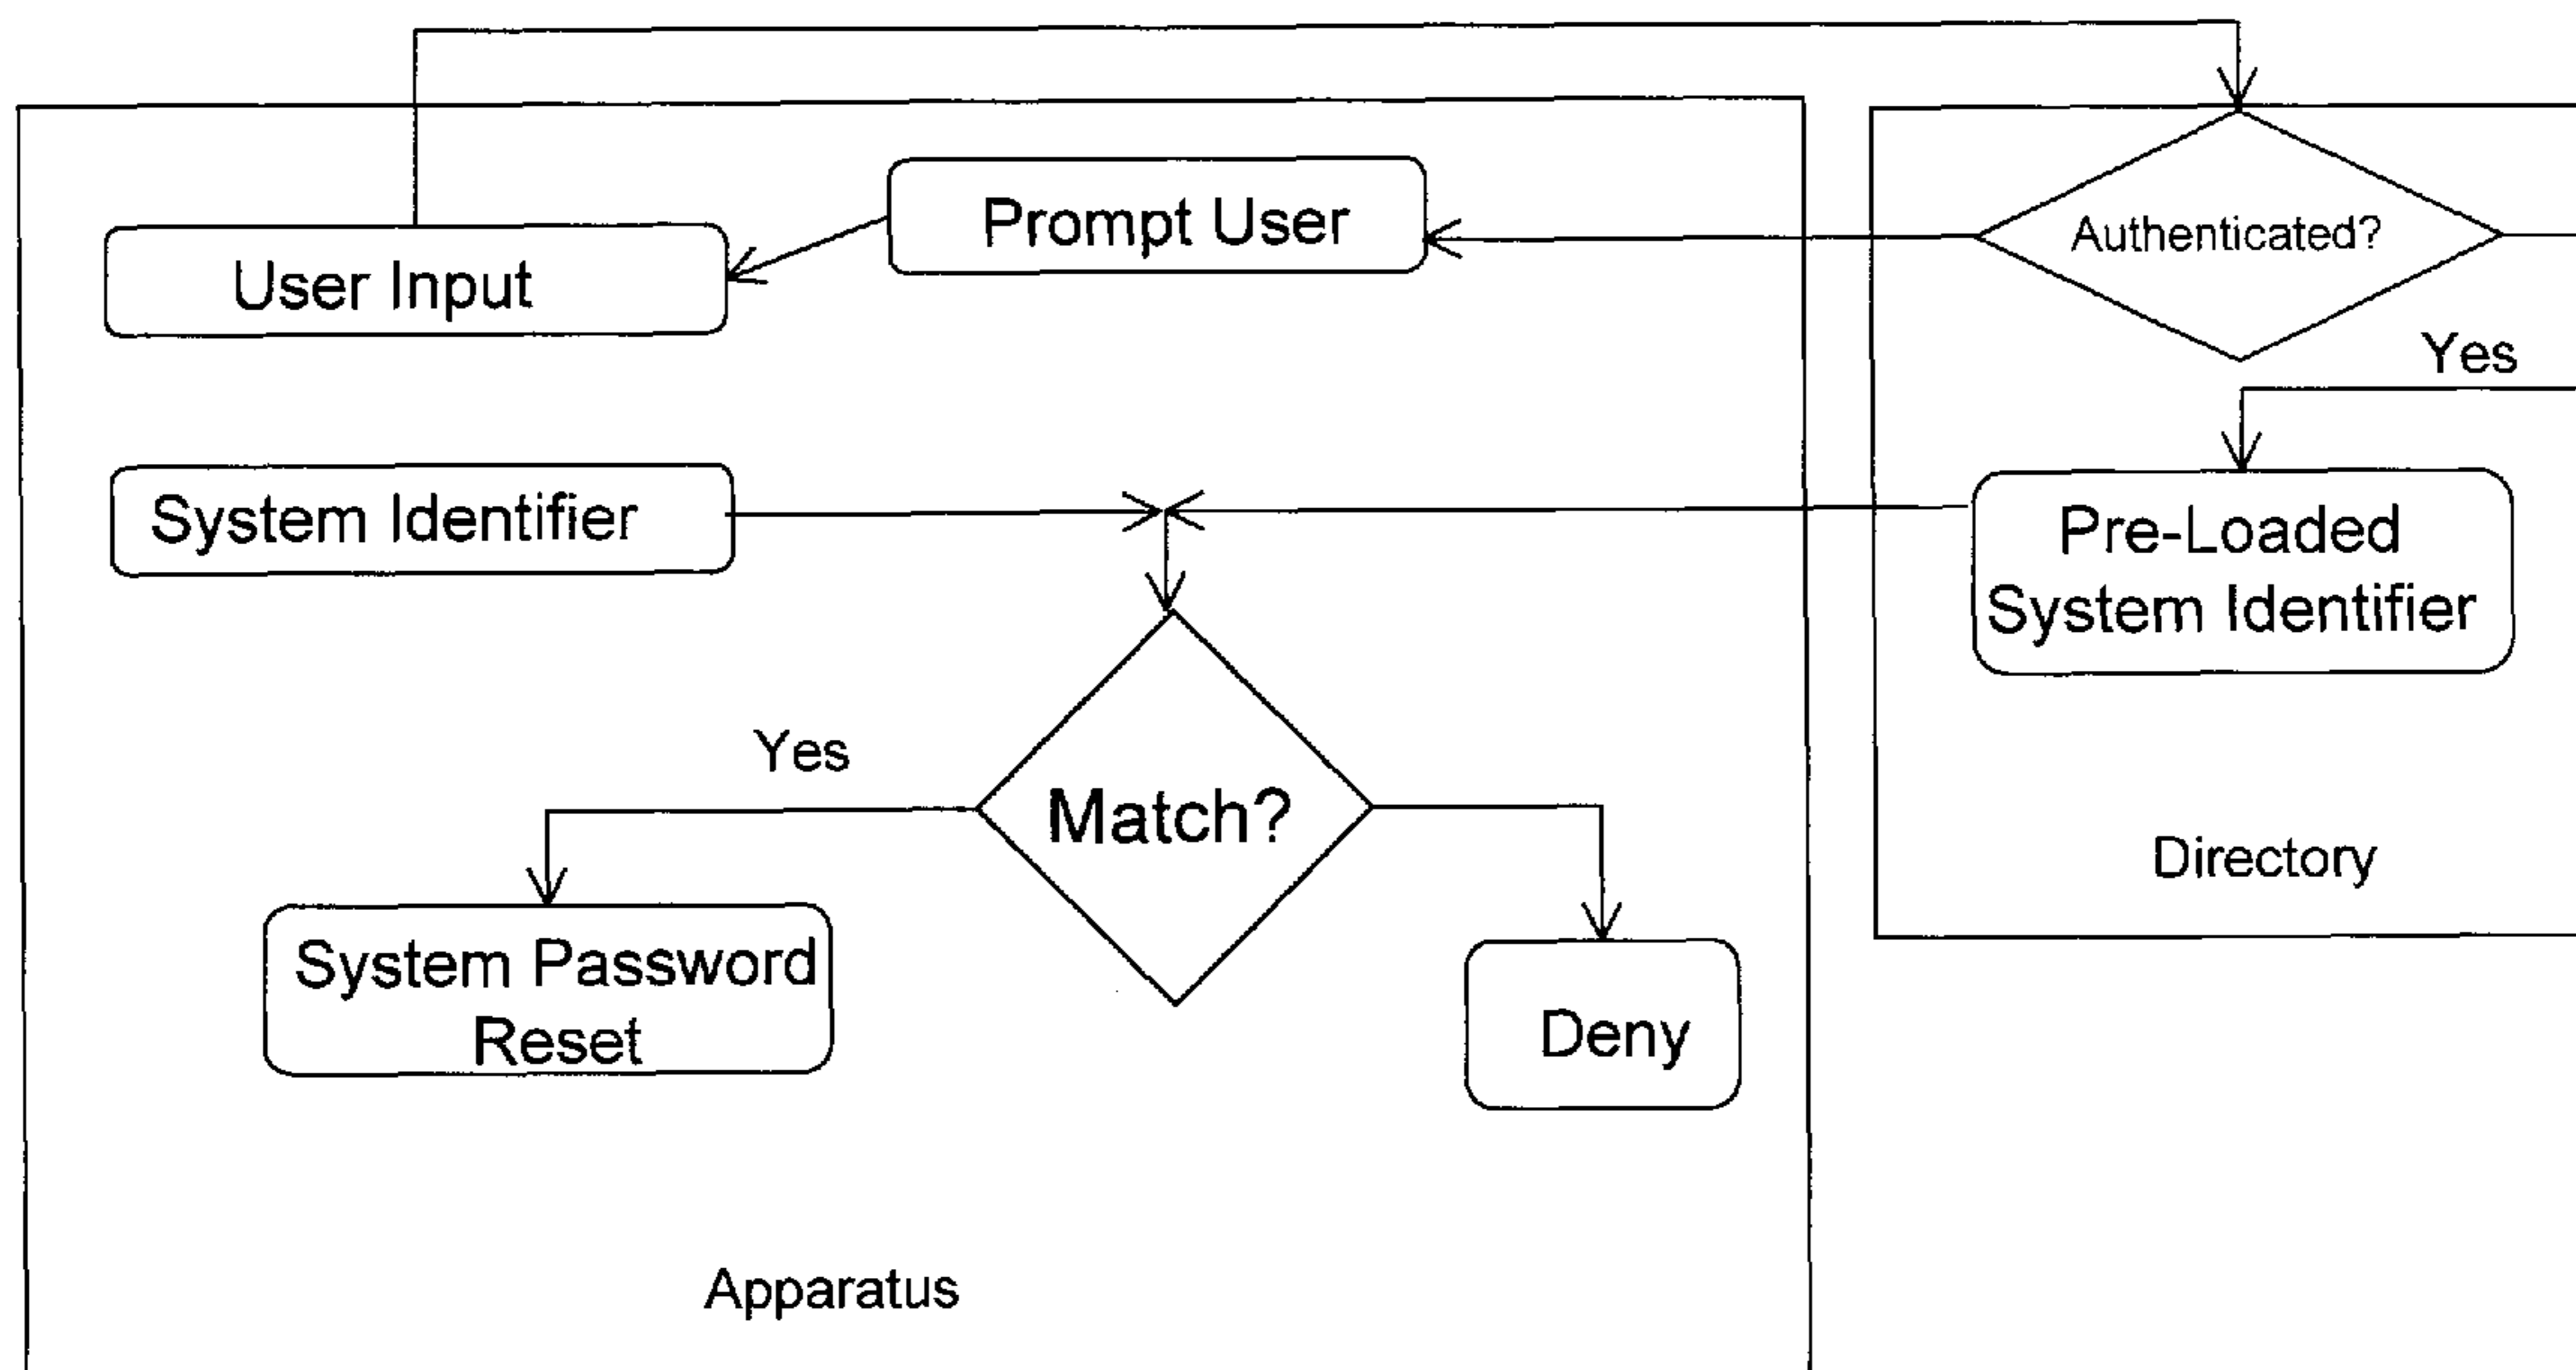 Prompt User
Authenticated?
User Input
Yes
System Identifier
Pre-Loaded
System Identifier
Yes
Match?
Directory
System Password
Reset
Deny
Apparatus